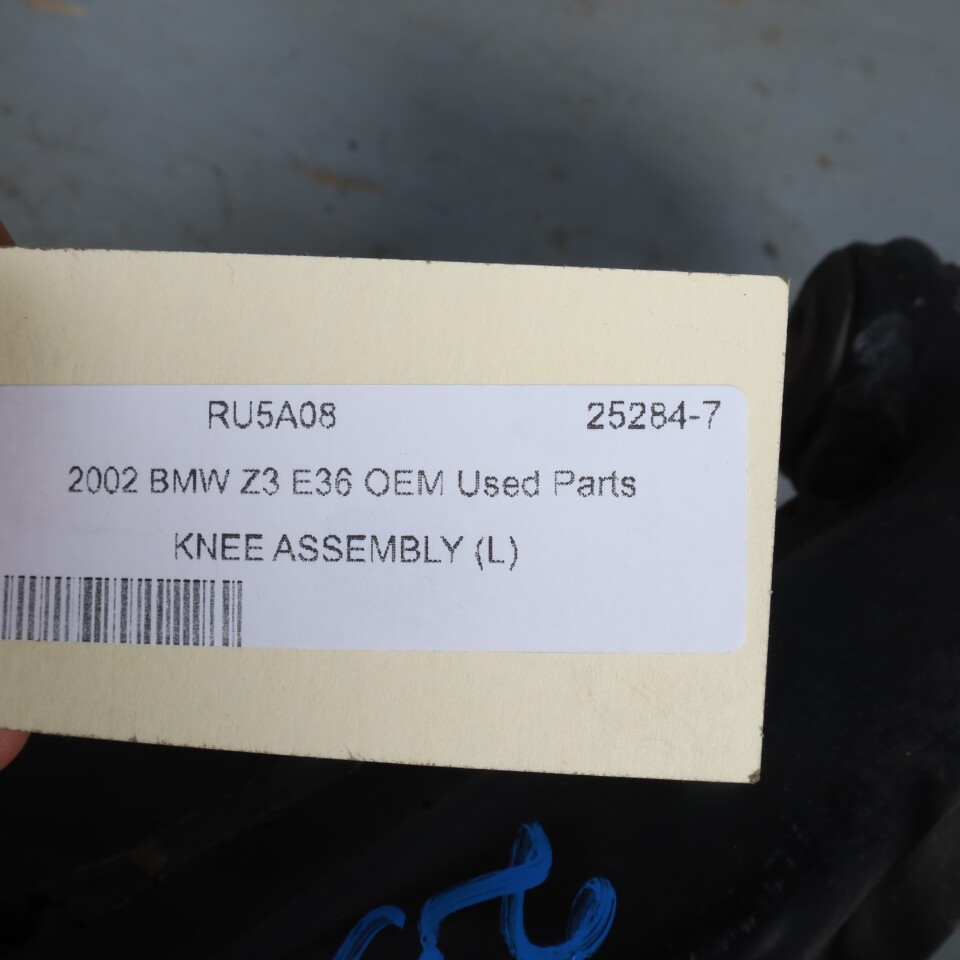 RU5A08 25284-7
2002 BMW Z3 E36 OEM Used Parts
KNEE ASSEMBLY (L)